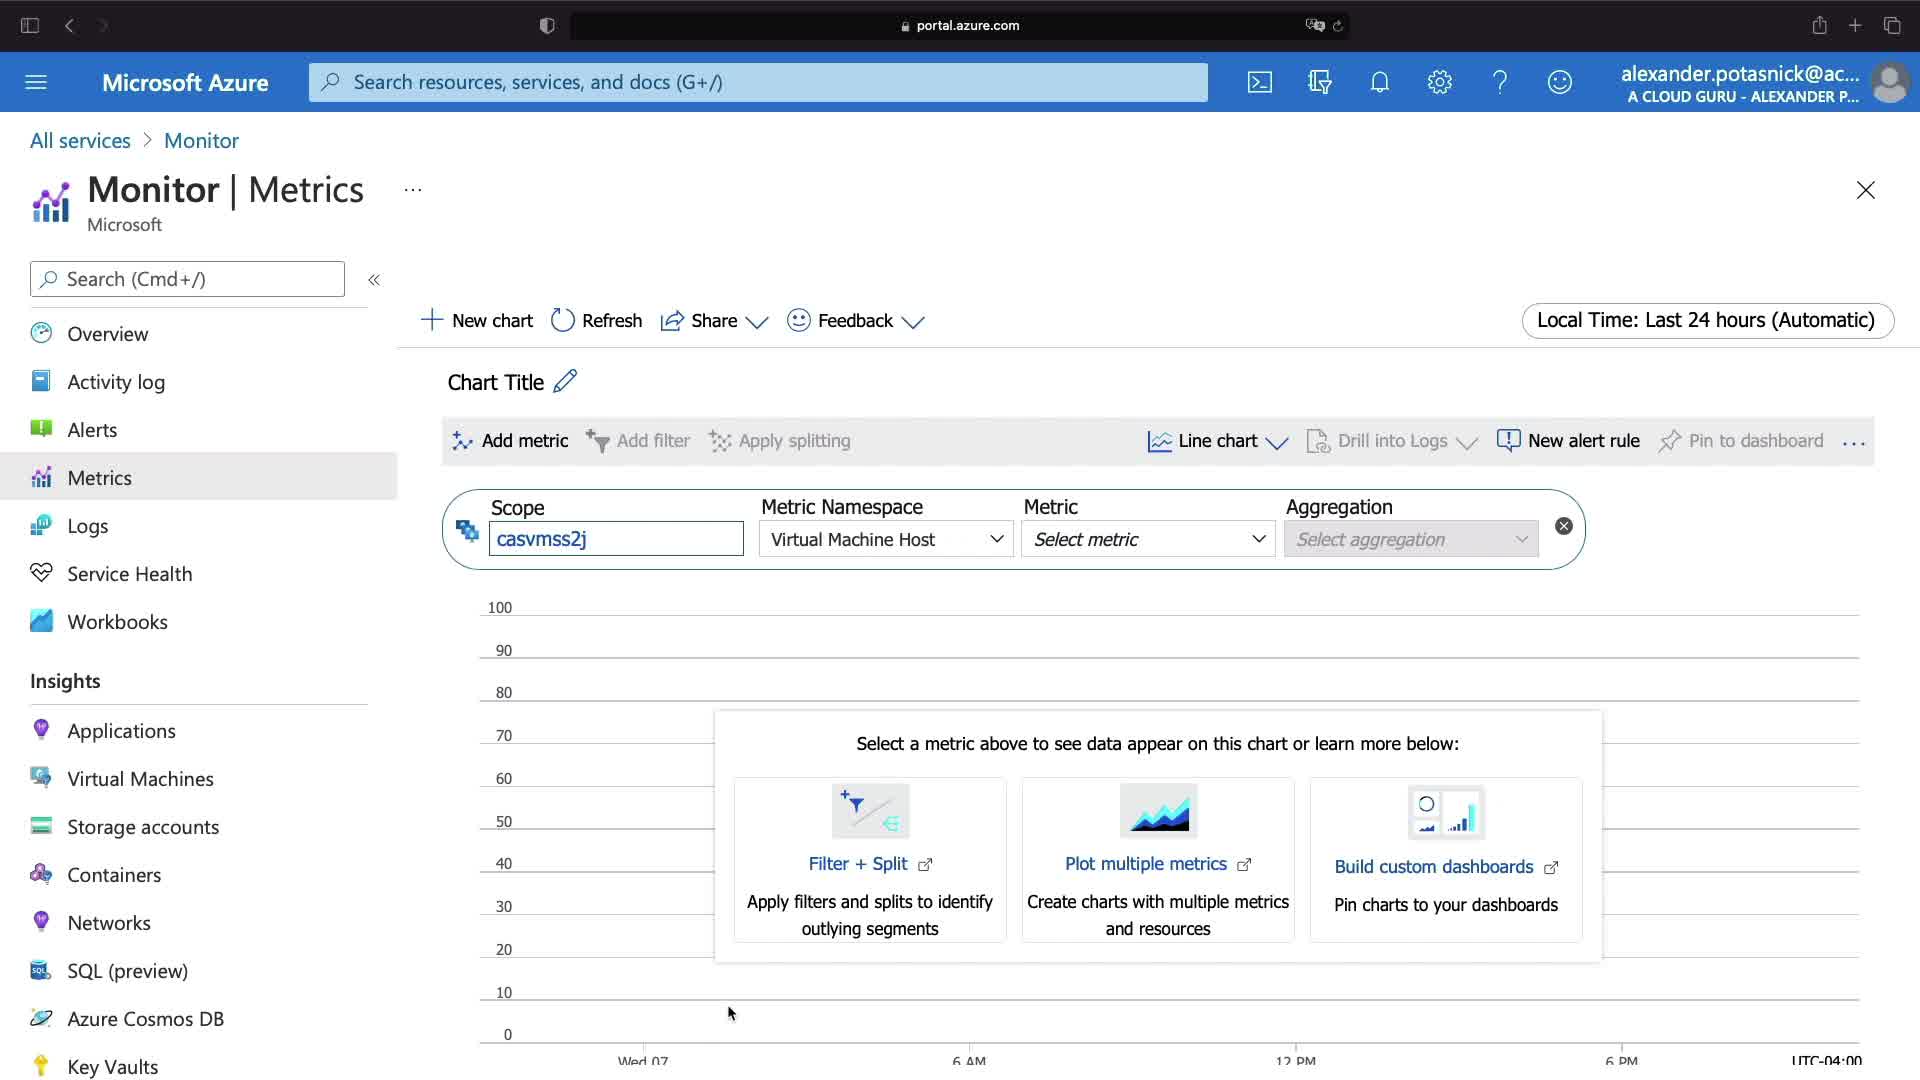 portal.azure.com
Microsoft Azure
Search resources, services, and docs (G+/)
alexander.potasnick@ac...
A CLOUD GURU - ALEXANDER P...
All services > Monitor
Monitor | Metrics
...
Microsoft
Search (Cmd+/)
«
Overview
Activity log
Alerts
Metrics
Logs
Service Health
Workbooks
Insights
Applications
Virtual Machines
Storage accounts
Containers
Networks
SQL (preview)
Azure Cosmos DB
Key Vaults
New chart
Refresh
Share
Feedback
Local Time: Last 24 hours (Automatic)
Chart Title
Add metric
Add filter
Apply splitting
Line chart
Drill into Logs
New alert rule
Pin to dashboard
...
Scope
casvmss2j
Metric Namespace
Virtual Machine Host
Metric
Select metric
Aggregation
Select aggregation
100
90
80
70
60
50
40
30
20
10
0
Select a metric above to see data appear on this chart or learn more below:
Filter + Split
Apply filters and splits to identify
outlying segments
Plot multiple metrics
Create charts with multiple metrics
and resources
Build custom dashboards
Pin charts to your dashboards
Wed 07
6 AM
12 PM
6 PM
UTC-04:00